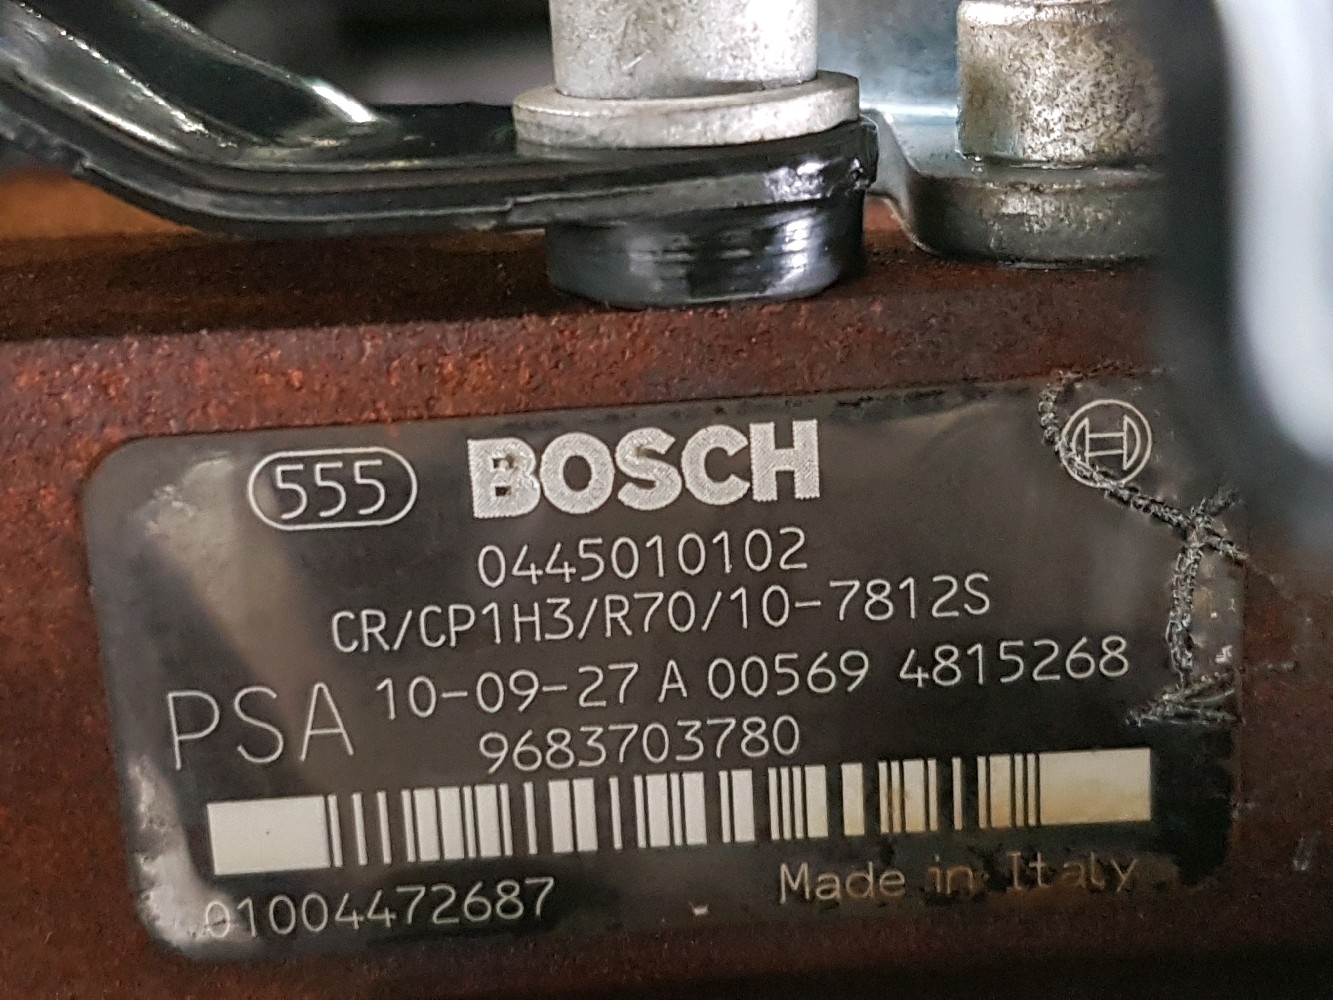 555 BOSCH
0445010102
CR/CP1H3/R70/10-7812S
PSA 10-09-27 A 00569 4815268
9683703780
01004472687 Made in Italy